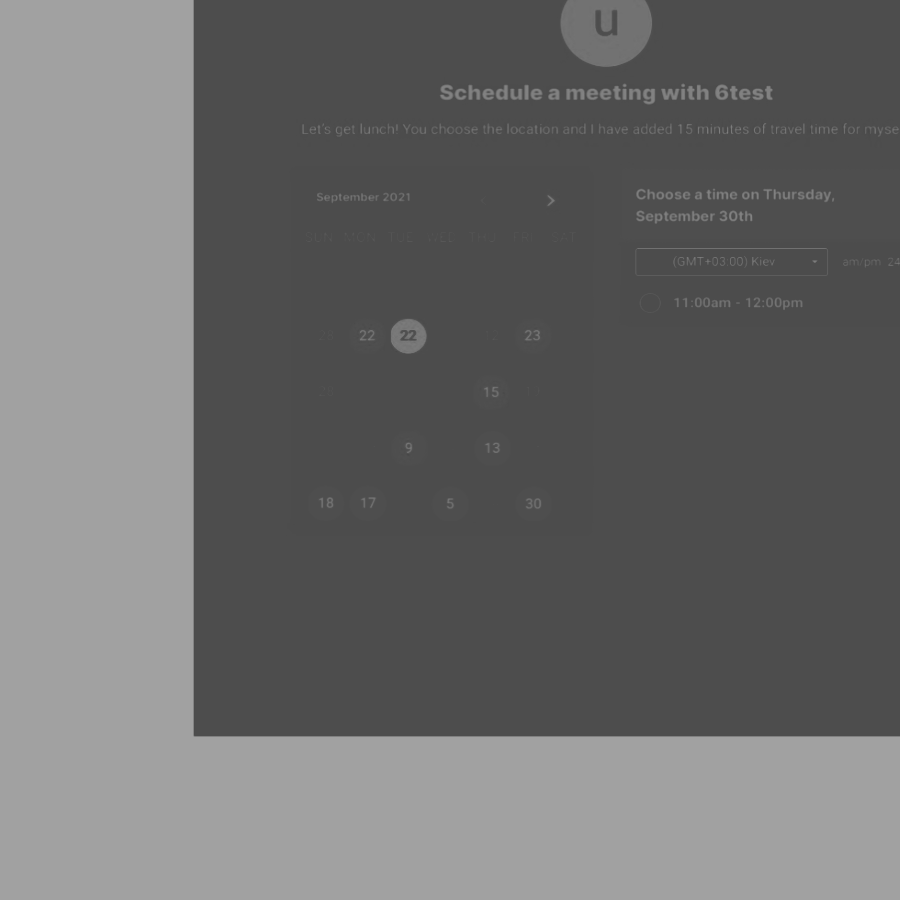 u
Schedule a meeting with 6test
Let's get lunch! You choose the location and I have added 15 minutes of travel time for myse
September 2021
Choose a time on Thursday,
September 30th
SUN MON TUE WED THU FRI SAT
(GMT+03:00) Kiev
am/pm 24
11:00am - 12:00pm
22 22 23
15 17
9 13
18 17 5 30